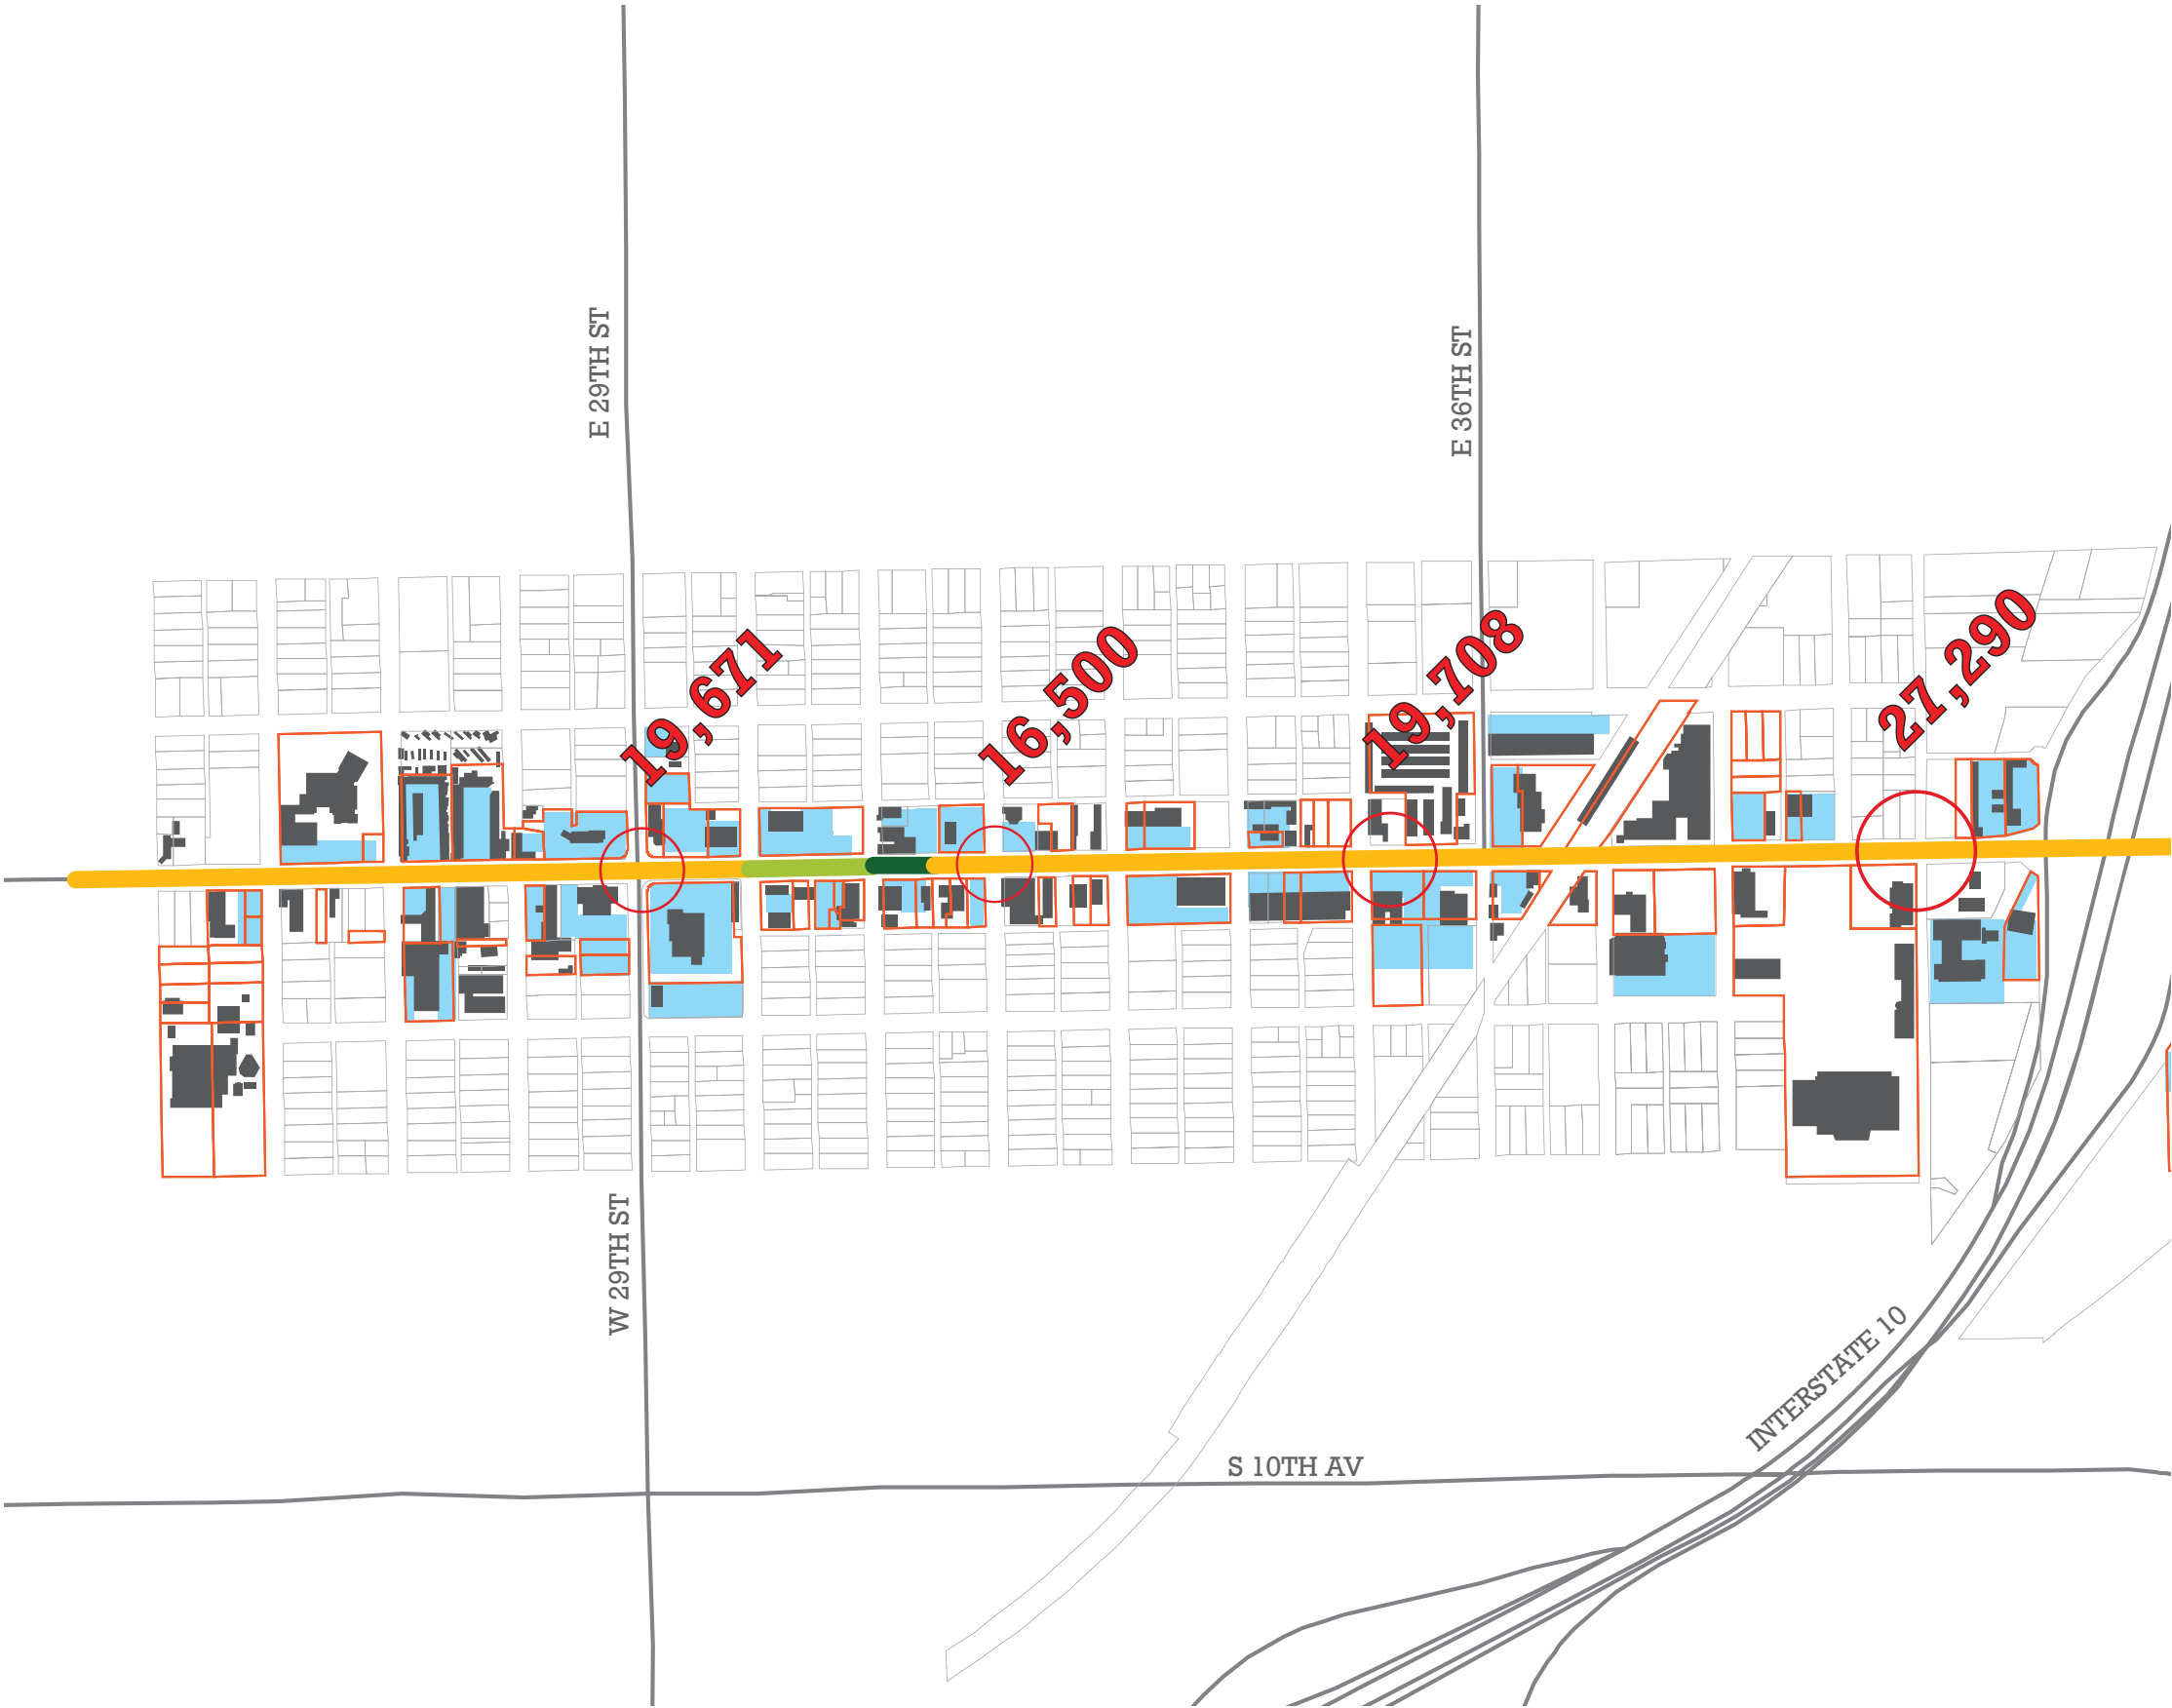 E 29TH ST
E 36TH ST
19,671
16,500
19,708
27,290
W 29TH ST
INTERSTATE 10
S 10TH AV